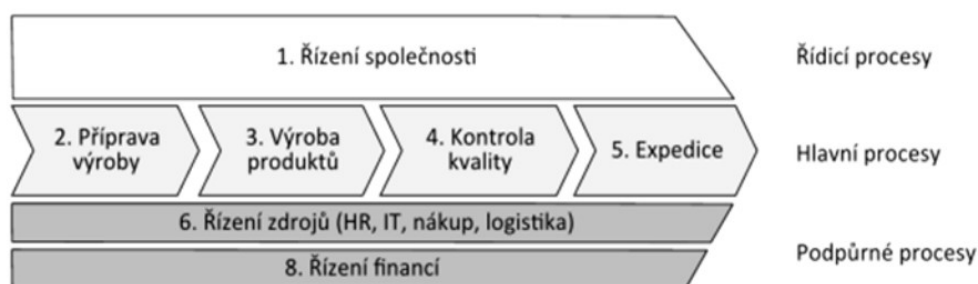 1. Řízení společnosti
Řídicí procesy
2. Příprava
výroby
3. Výroba
produktů
4. Kontrola
kvality
5. Expedice
Hlavní procesy
6. Řízení zdrojů (HR, IT, nákup, logistika)
8. Řízení financí
Podpůrné procesy